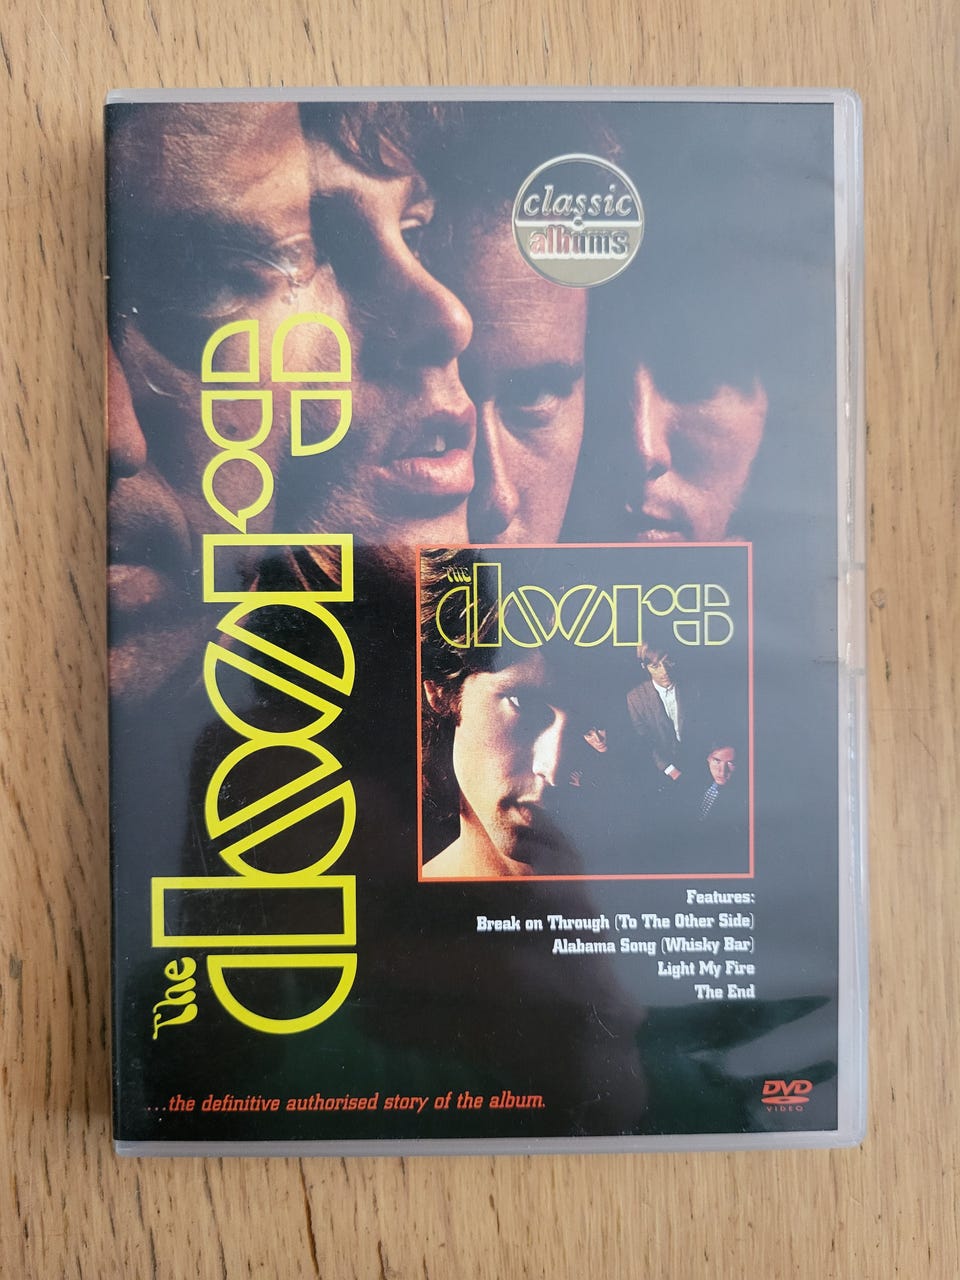 classic
albums
The Doors
THE
Doors
Features:
Break on Through (To The Other Side)
Alabama Song (Whisky Bar)
Light My Fire
The End
...the definitive authorised story of the album.
DVD
VIDEO